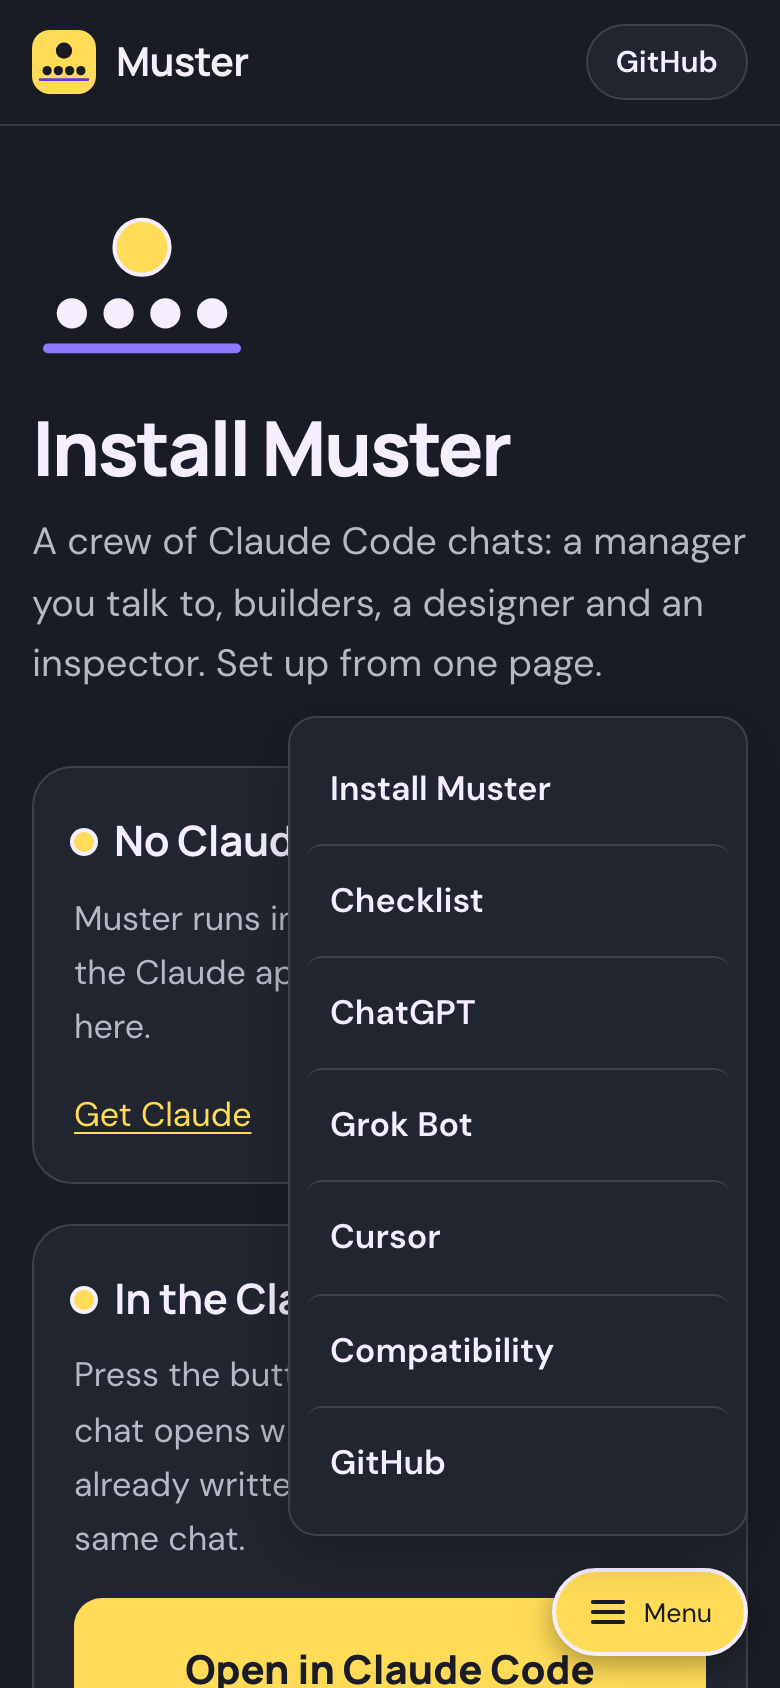 Muster
GitHub
Install Muster
A crew of Claude Code chats: a manager
you talk to, builders, a designer and an
inspector. Set up from one page.
No Claud
Muster runs in
the Claude ap
here.
Get Claude
In the Cla
Press the butt
chat opens w
already writte
same chat.
Open in Claude Code
Install Muster
Checklist
ChatGPT
Grok Bot
Cursor
Compatibility
GitHub
Menu